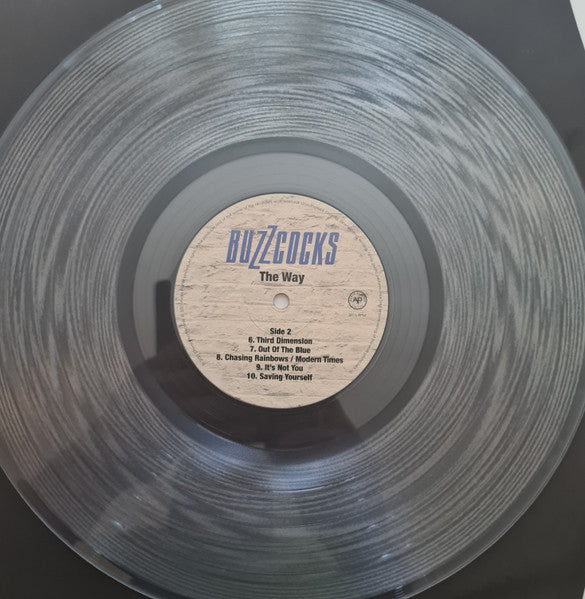 BUZZCOCKS
The Way
Side 2
6. Third Dimension
7. Out Of The Blue
8. Chasing Rainbows / Modern Times
9. It's Not You
10. Saving Yourself